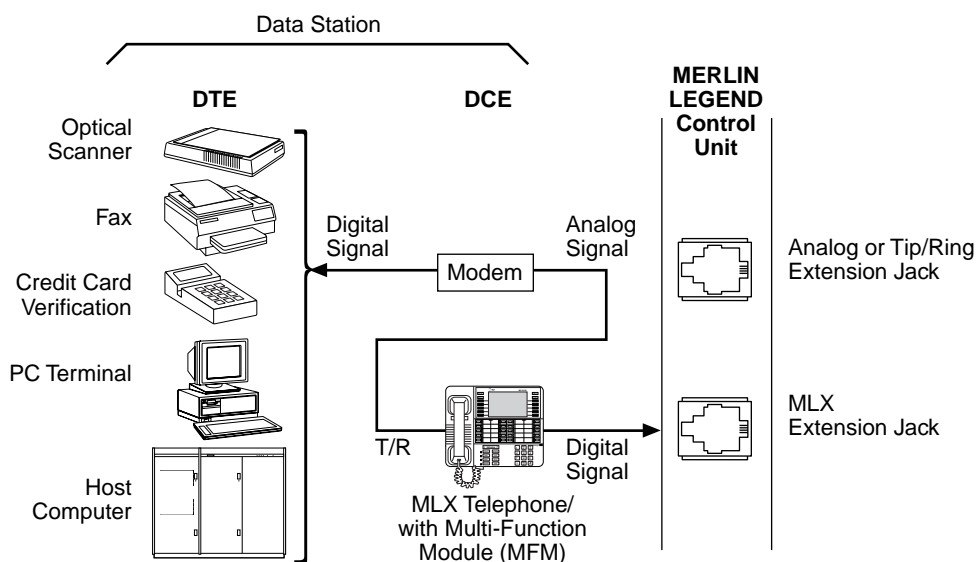 Data Station
DTE
DCE
MERLIN
LEGEND
Control
Unit
Optical
Scanner
Fax
Digital
Signal
Modem
Analog
Signal
Analog or Tip/Ring
Extension Jack
Credit Card
Verification
PC Terminal
T/R
Digital
Signal
MLX
Extension Jack
MLX Telephone/
with Multi-Function
Module (MFM)
Host
Computer